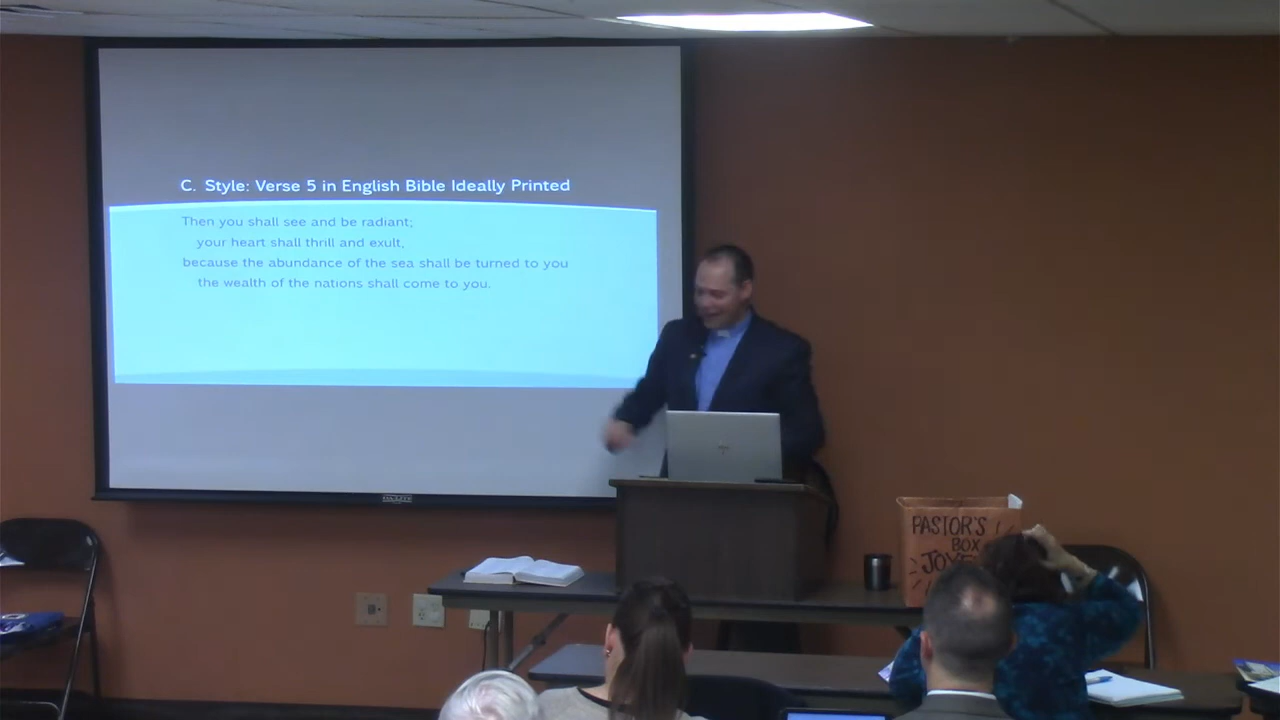 C. Style: Verse 5 in English Bible Ideally Printed
Then you shall see and be radiant;
your heart shall thrill and exult,
because the abundance of the sea shall be turned to you
the wealth of the nations shall come to you.
PASTOR'S
BOX